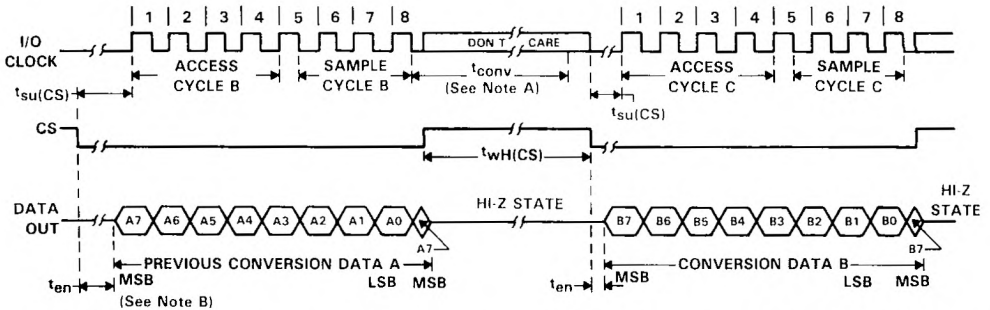 1 2 3 4 5 6 7 8 1 2 3 4 5 6 7 8
I/O
CLOCK
DON T CARE
ACCESS
CYCLE B
SAMPLE
CYCLE B
tconv
(See Note A)
ACCESS
CYCLE C
SAMPLE
CYCLE C
tsu(CS)
tsu(CS)
CS
twH(CS)
DATA
OUT
A7 A6 A5 A4 A3 A2 A1 A0
A7
HI-Z STATE
B7 B6 B5 B4 B3 B2 B1 B0
B7
HI-Z
STATE
PREVIOUS CONVERSION DATA A
CONVERSION DATA B
ten
MSB
LSB
MSB
ten
MSB
LSB
MSB
(See Note B)